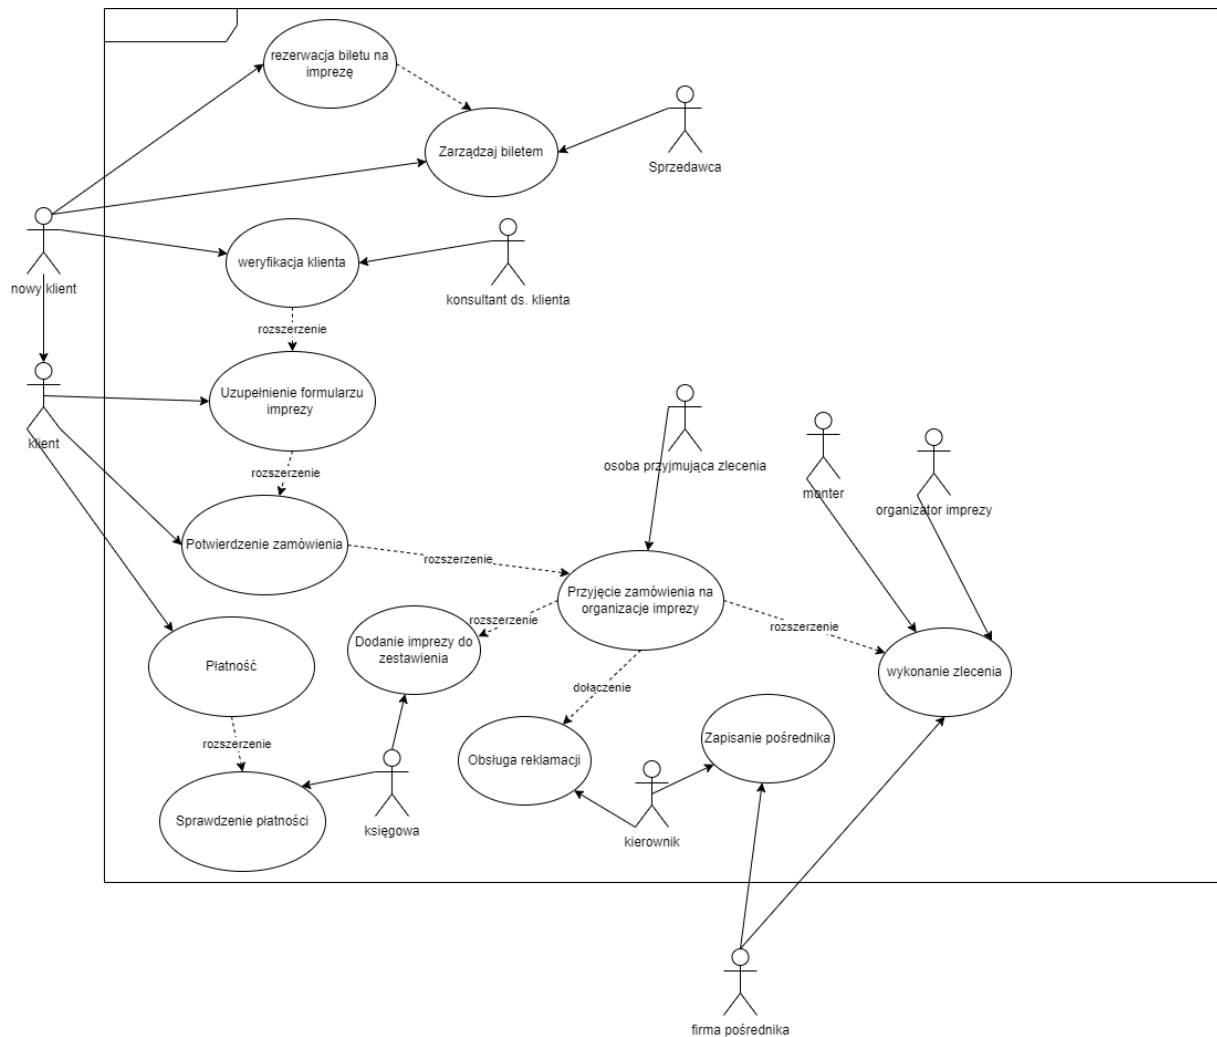 rezerwacja biletu na
imprezę
Zarządzaj biletem
Sprzedawca
weryfikacja klienta
nowy klient
konsultant ds. klienta
rozszerzenie
Uzupełnienie formularzu
imprezy
klient
osoba przyjmująca zlecenia
rozszerzenie
monter
organizator imprezy
Potwierdzenie zamówienia
rozszerzenie
Przyjęcie zamówienia na
organizacje imprezy
rozszerzenie
rozszerzenie
Dodanie imprezy do
zestawienia
Płatność
wykonanie zlecenia
dołączenie
rozszerzenie
Zapisanie pośrednika
Obsługa reklamacji
Sprawdzenie płatności
księgowa
kierownik
firma pośrednika